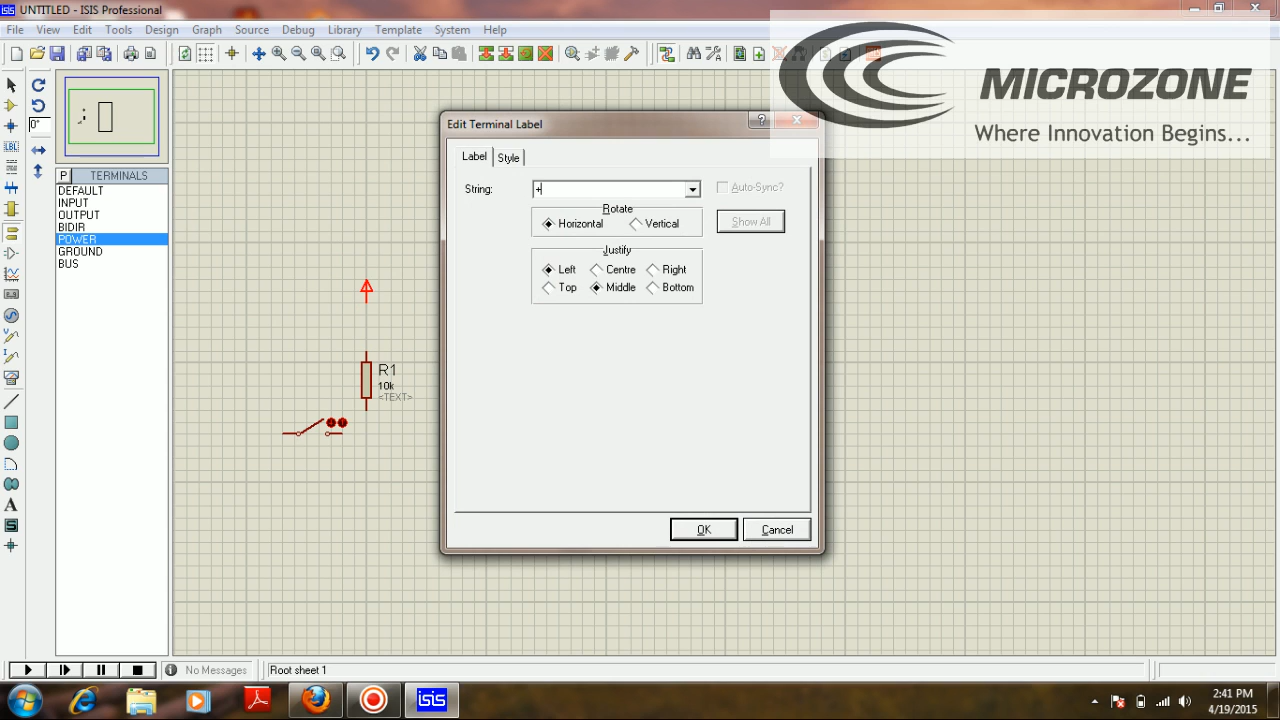 UNTITLED - ISIS Professional
File View Edit Tools Design Graph Source Debug Library Template System Help
MICROZONE
Where Innovation Begins...
0°
LBL
P TERMINALS
DEFAULT
INPUT
OUTPUT
BIDIR
POWER
GROUND
BUS
Edit Terminal Label
Label Style
String: + Auto-Sync?
Rotate
Horizontal Vertical Show All
Justify
Left Centre Right
Top Middle Bottom
OK Cancel
R1
10k
<TEXT>
A
No Messages Root sheet 1
isis
2:41 PM
4/19/2015